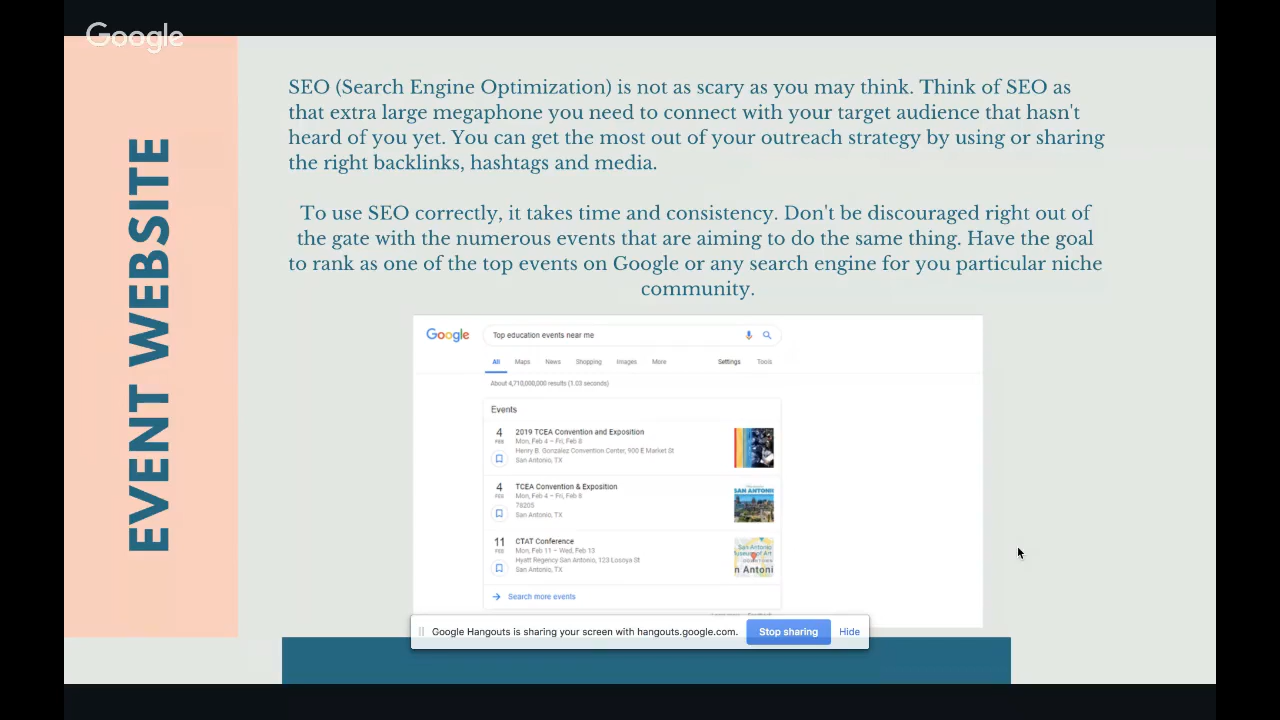 Google
EVENT WEBSITE
SEO (Search Engine Optimization) is not as scary as you may think. Think of SEO as
that extra large megaphone you need to connect with your target audience that hasn't
heard of you yet. You can get the most out of your outreach strategy by using or sharing
the right backlinks, hashtags and media.
To use SEO correctly, it takes time and consistency. Don't be discouraged right out of
the gate with the numerous events that are aiming to do the same thing. Have the goal
to rank as one of the top events on Google or any search engine for you particular niche
community.
Google
Top education events near me
All Maps News Shopping Images More Settings Tools
About 4,710,000,000 results (1.03 seconds)
Events
4 FEB
2019 TCEA Convention and Exposition
Mon, Feb 4 – Fri, Feb 8
Henry B. González Convention Center, 900 E Market St
San Antonio, TX
4 FEB
TCEA Convention & Exposition
Mon, Feb 4 – Fri, Feb 8
78205
San Antonio, TX
SAN ANTONIO
11 FEB
CTAT Conference
Mon, Feb 11 – Wed, Feb 13
Hyatt Regency San Antonio, 123 Losoya St
San Antonio, TX
San Antonio
Museum of Art
n Antoni
Search more events
Google Hangouts is sharing your screen with hangouts.google.com. Stop sharing Hide